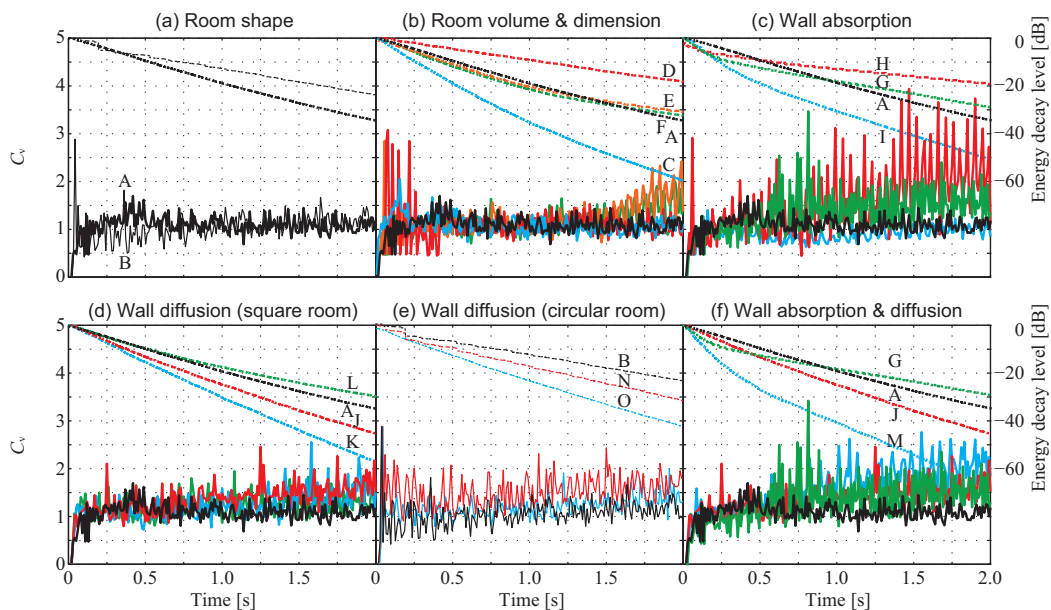 (a) Room shape
(b) Room volume & dimension
(c) Wall absorption
5
4
3
2
1
0
C_v
A
B
D
E
F
A
C
H
G
A
I
0
−20
−40
−60
Energy decay level [dB]
(d) Wall diffusion (square room)
(e) Wall diffusion (circular room)
(f) Wall absorption & diffusion
5
4
3
2
1
0
C_v
L
A
J
K
B
N
O
G
A
J
M
0
−20
−40
−60
Energy decay level [dB]
0 0.5 1.0 1.5 0 0.5 1.0 1.5 0 0.5 1.0 1.5 2.0
Time [s] Time [s] Time [s]